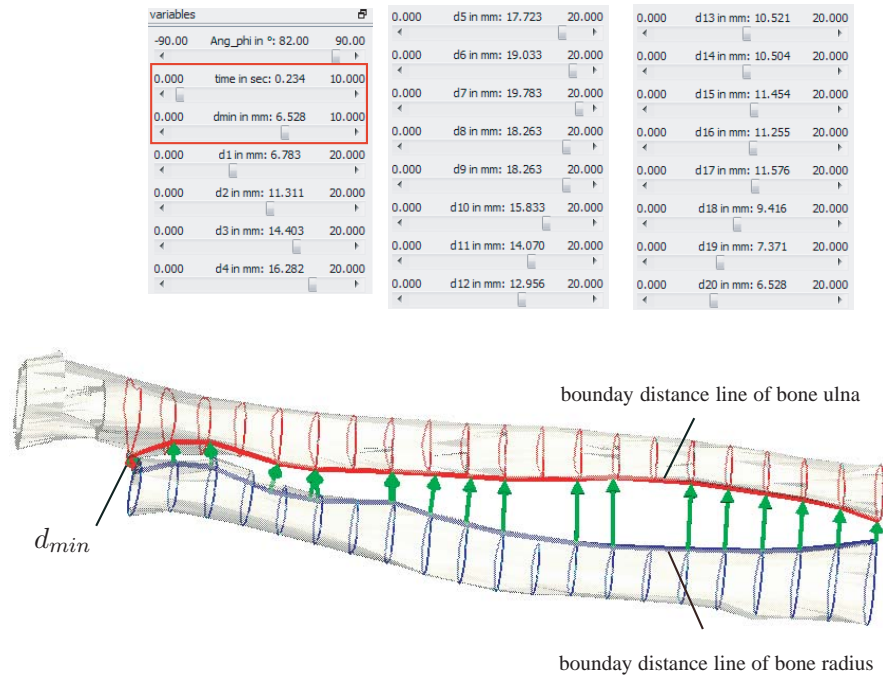 variables
-90.00 Ang_phi in °: 82.00 90.00
0.000 time in sec: 0.234 10.000
0.000 dmin in mm: 6.528 10.000
0.000 d1 in mm: 6.783 20.000
0.000 d2 in mm: 11.311 20.000
0.000 d3 in mm: 14.403 20.000
0.000 d4 in mm: 16.282 20.000
0.000 d5 in mm: 17.723 20.000
0.000 d6 in mm: 19.033 20.000
0.000 d7 in mm: 19.783 20.000
0.000 d8 in mm: 18.263 20.000
0.000 d9 in mm: 18.263 20.000
0.000 d10 in mm: 15.833 20.000
0.000 d11 in mm: 14.070 20.000
0.000 d12 in mm: 12.956 20.000
0.000 d13 in mm: 10.521 20.000
0.000 d14 in mm: 10.504 20.000
0.000 d15 in mm: 11.454 20.000
0.000 d16 in mm: 11.255 20.000
0.000 d17 in mm: 11.576 20.000
0.000 d18 in mm: 9.416 20.000
0.000 d19 in mm: 7.371 20.000
0.000 d20 in mm: 6.528 20.000
bounday distance line of bone ulna
d_min
bounday distance line of bone radius